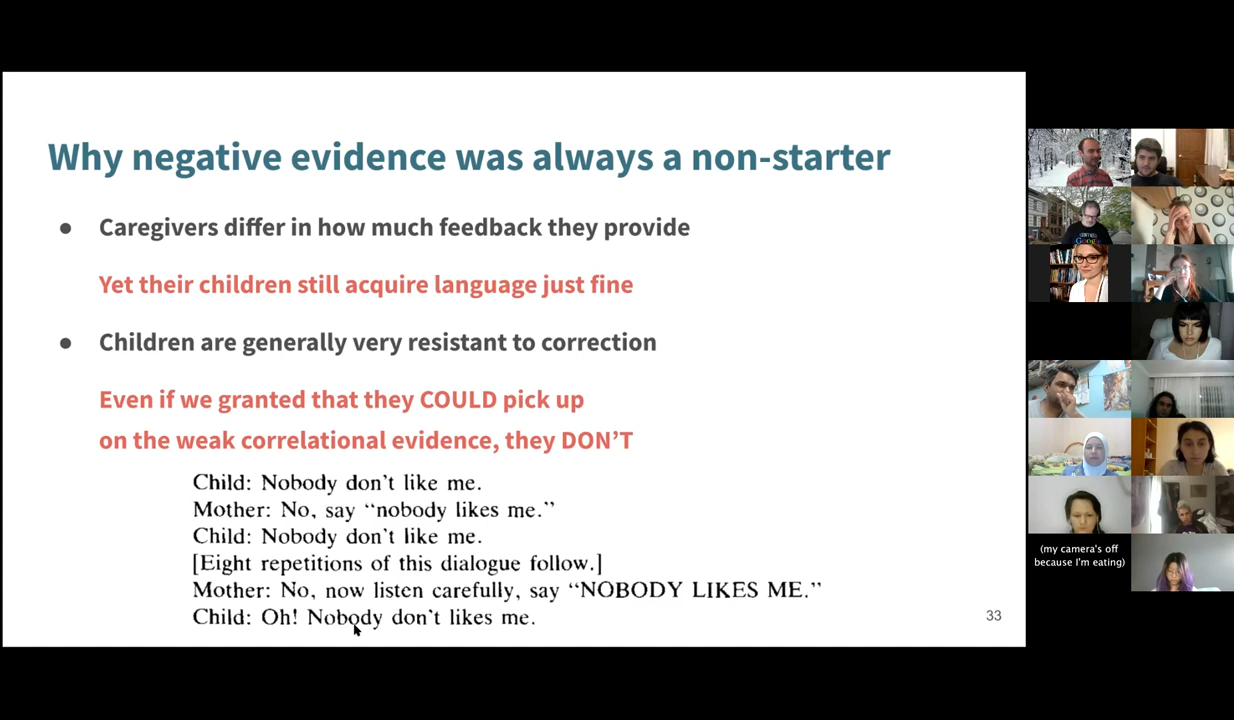 Why negative evidence was always a non-starter
● Caregivers differ in how much feedback they provide
Yet their children still acquire language just fine
● Children are generally very resistant to correction
Even if we granted that they COULD pick up
on the weak correlational evidence, they DON'T
Child: Nobody don't like me.
Mother: No, say “nobody likes me.”
Child: Nobody don't like me.
[Eight repetitions of this dialogue follow.]
Mother: No, now listen carefully, say “NOBODY LIKES ME.”
Child: Oh! Nobody don't likes me.
33
Google
(my camera's off
because I'm eating)